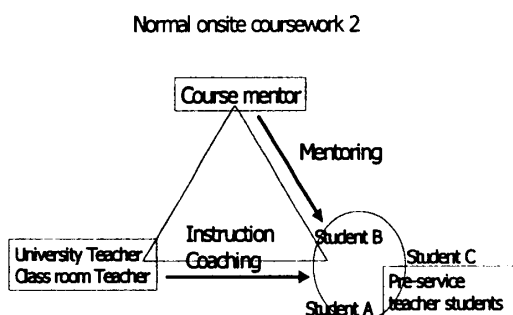 Normal onsite coursework 2
Course mentor
Mentoring
Instruction
Coaching
University Teacher
Class room Teacher
Student B
Student C
Pre-service
teacher students
Student A